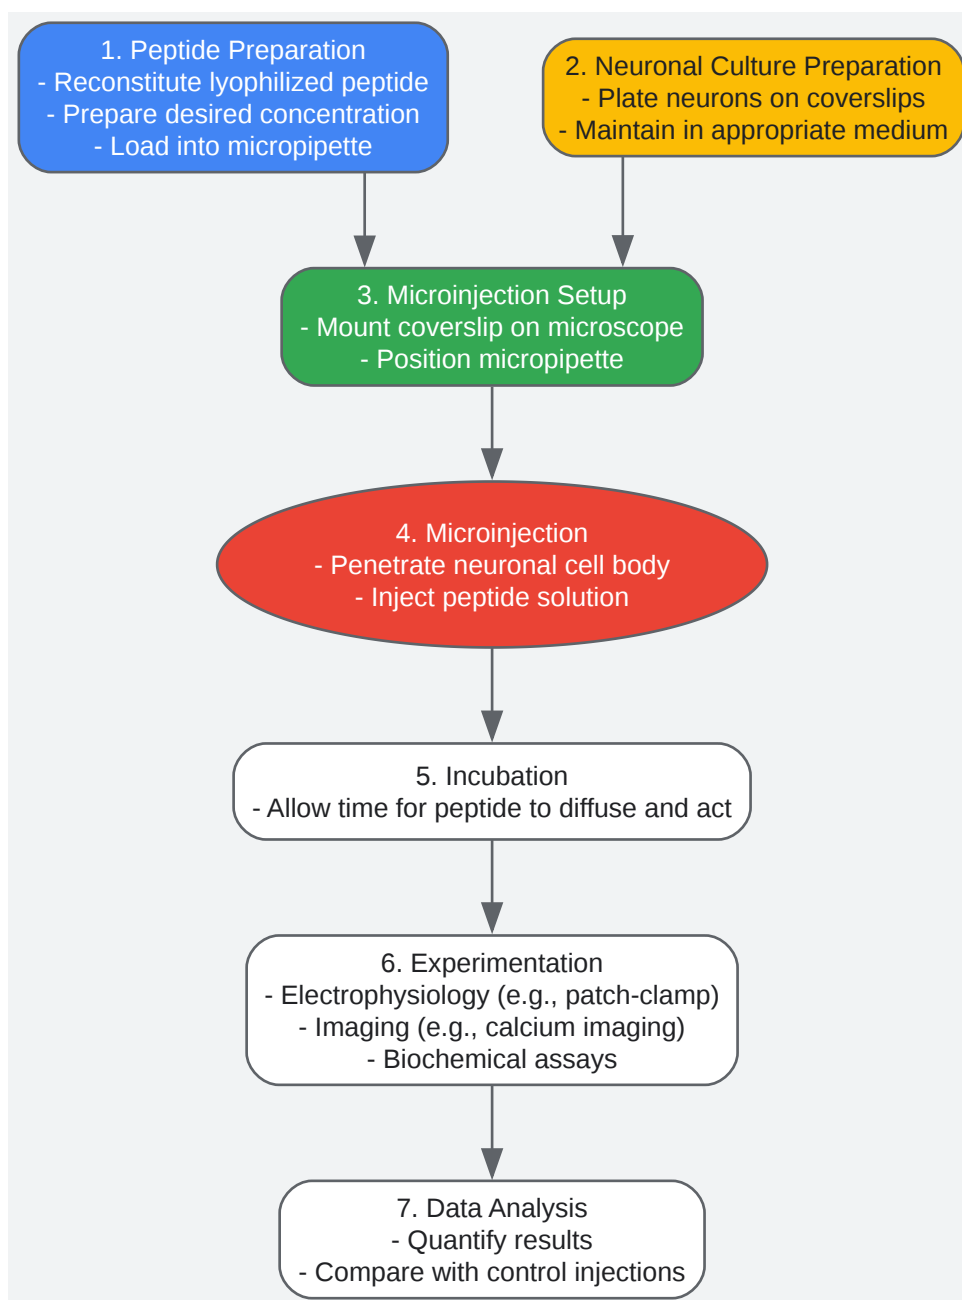 1. Peptide Preparation
- Reconstitute lyophilized peptide
- Prepare desired concentration
- Load into micropipette
2. Neuronal Culture Preparation
- Plate neurons on coverslips
- Maintain in appropriate medium
3. Microinjection Setup
- Mount coverslip on microscope
- Position micropipette
4. Microinjection
- Penetrate neuronal cell body
- Inject peptide solution
5. Incubation
- Allow time for peptide to diffuse and act
6. Experimentation
- Electrophysiology (e.g., patch-clamp)
- Imaging (e.g., calcium imaging)
- Biochemical assays
7. Data Analysis
- Quantify results
- Compare with control injections